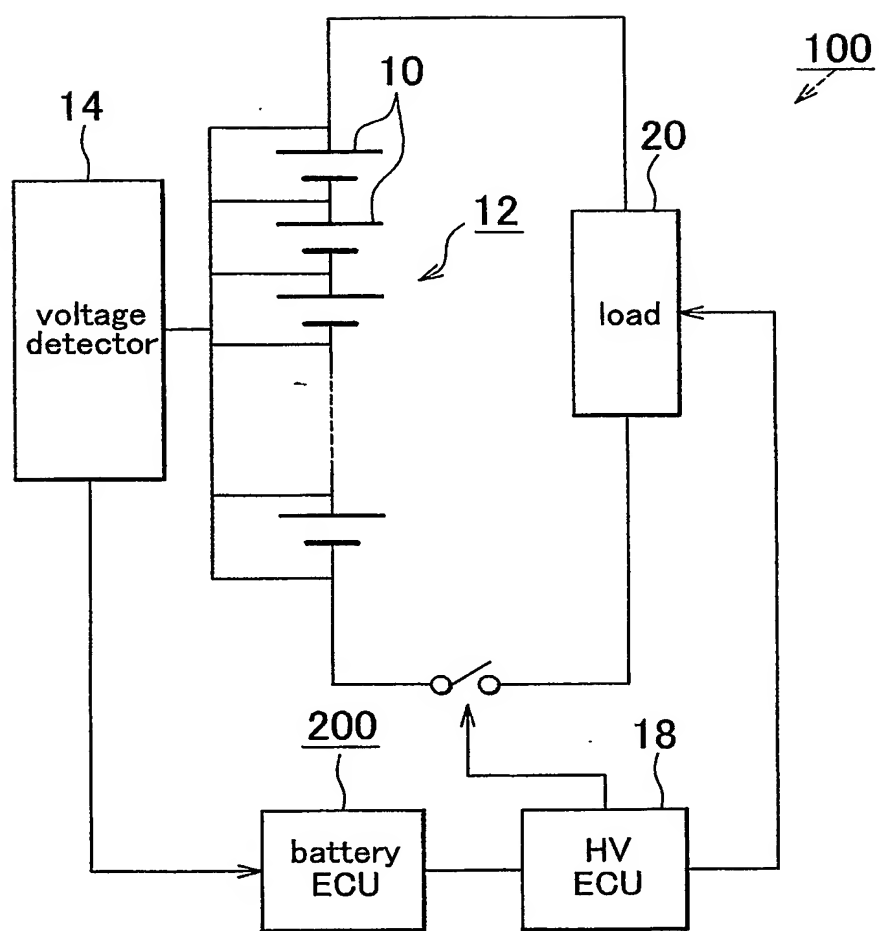 100
10
14
20
12
voltage
detector
load
200
18
battery
ECU
HV
ECU